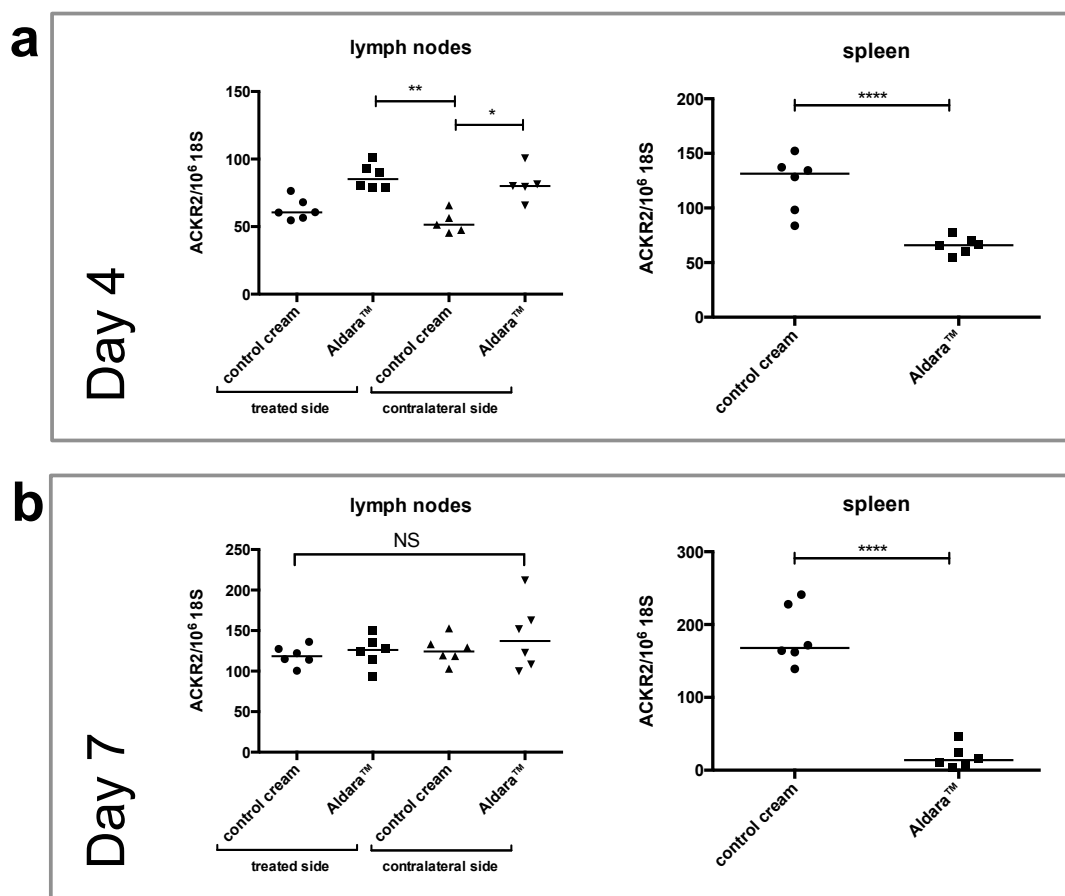 a
Day 4
lymph nodes
ACKR2/10⁶ 18S
150
100
50
0
**
*
control cream
Aldara™
control cream
Aldara™
treated side
contralateral side
spleen
ACKR2/10⁶ 18S
200
150
100
50
0
****
control cream
Aldara™
b
Day 7
lymph nodes
ACKR2/10⁶ 18S
250
200
150
100
50
0
NS
control cream
Aldara™
control cream
Aldara™
treated side
contralateral side
spleen
ACKR2/10⁶ 18S
300
200
100
0
****
control cream
Aldara™